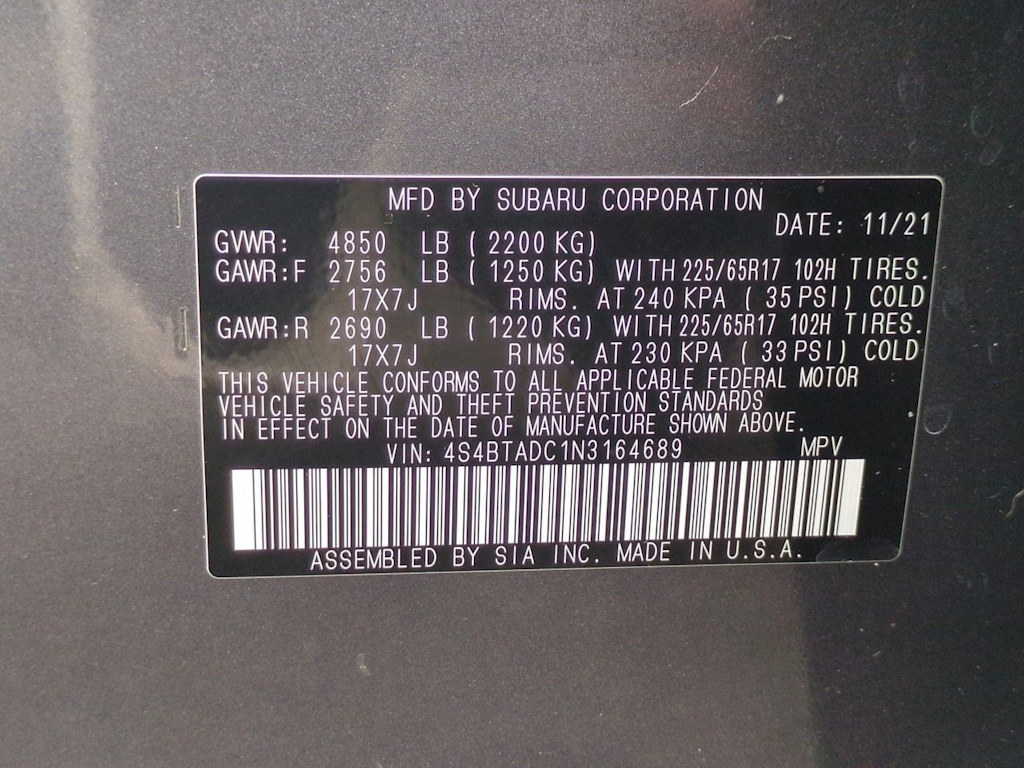 MFD BY SUBARU CORPORATION
DATE: 11/21
GVWR: 4850 LB (2200 KG)
GAWR:F 2756 LB (1250 KG) WITH 225/65R17 102H TIRES.
17X7J RIMS. AT 240 KPA (35 PSI) COLD
GAWR:R 2690 LB (1220 KG) WITH 225/65R17 102H TIRES.
17X7J RIMS. AT 230 KPA (33 PSI) COLD
THIS VEHICLE CONFORMS TO ALL APPLICABLE FEDERAL MOTOR
VEHICLE SAFETY AND THEFT PREVENTION STANDARDS
IN EFFECT ON THE DATE OF MANUFACTURE SHOWN ABOVE.
VIN: 4S4BTADC1N3164689 MPV
ASSEMBLED BY SIA INC. MADE IN U.S.A.